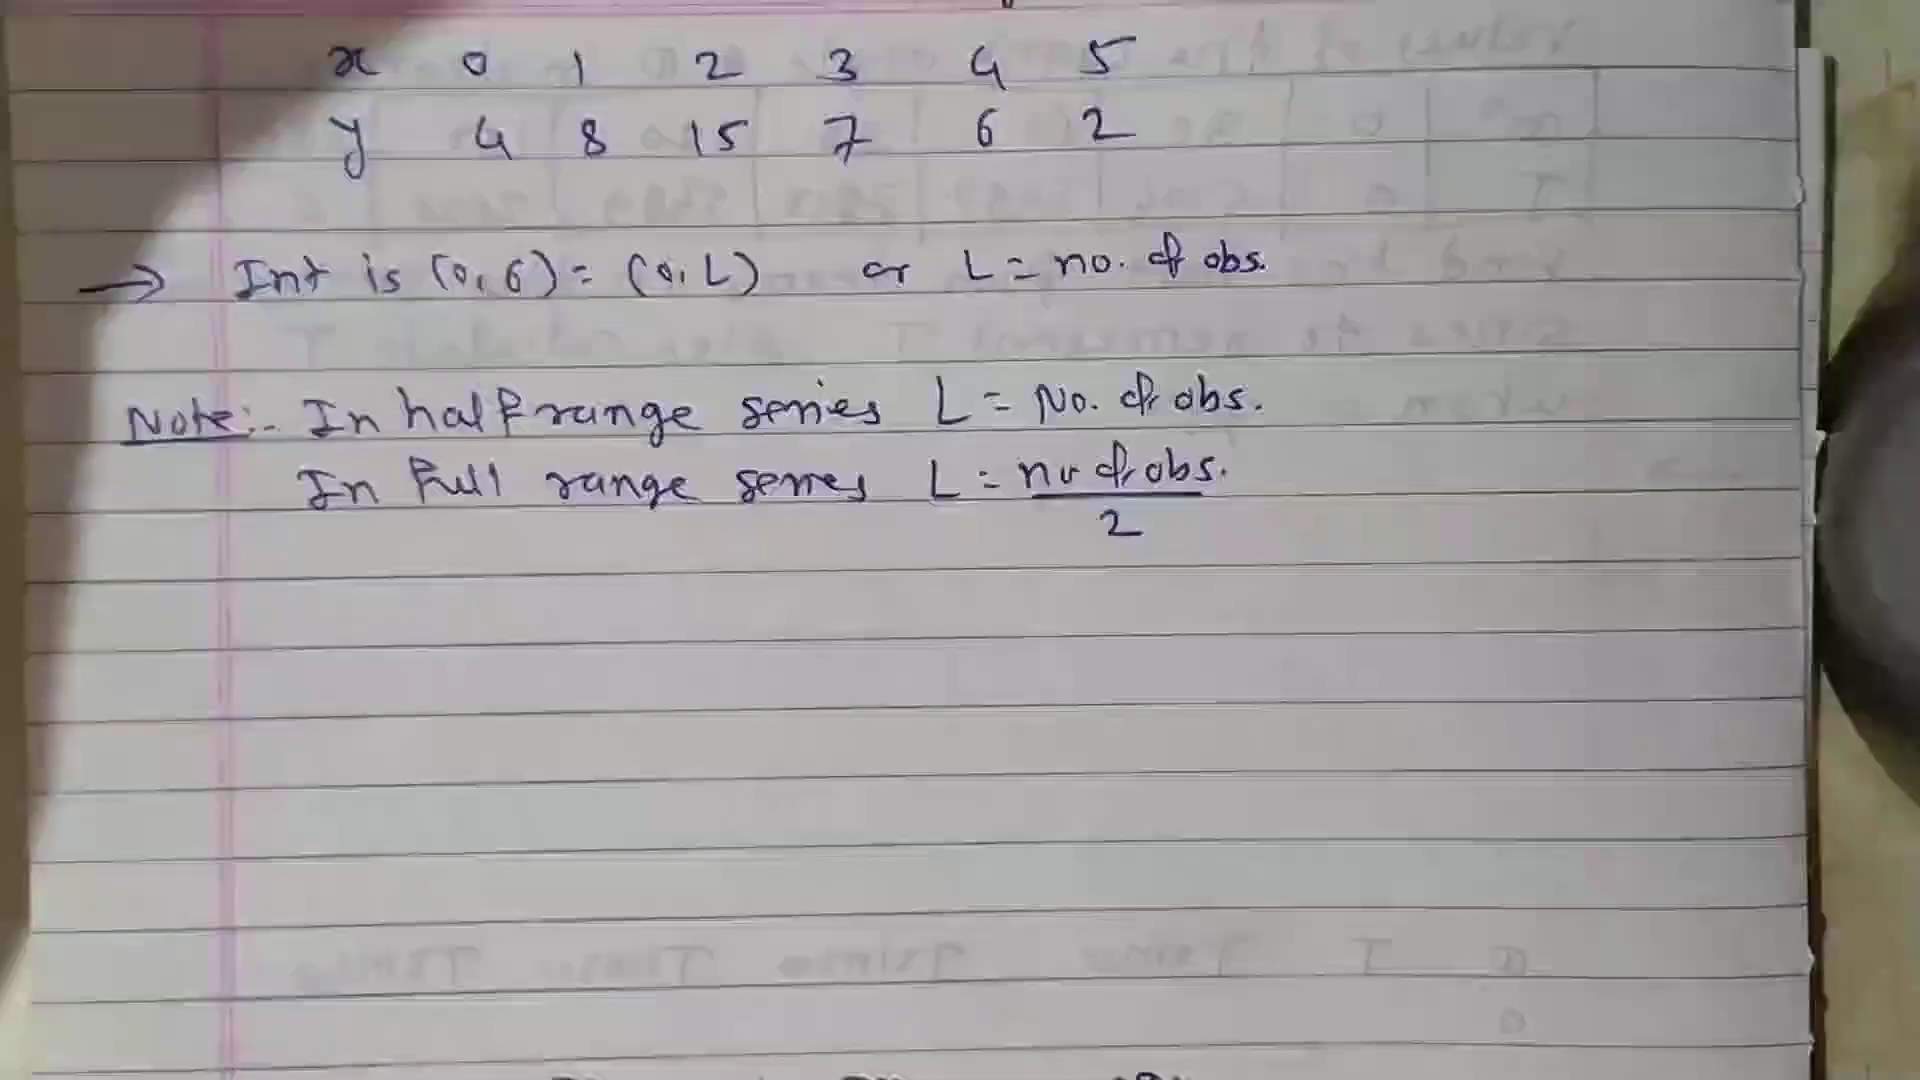 x 0 1 2 3 4 5
y 4 8 15 7 6 2
→ Int is (0, 6) = (0, L) or L = no. of obs.
Note:- In half range series L = No. of obs.
In full range series L = no of obs.
2